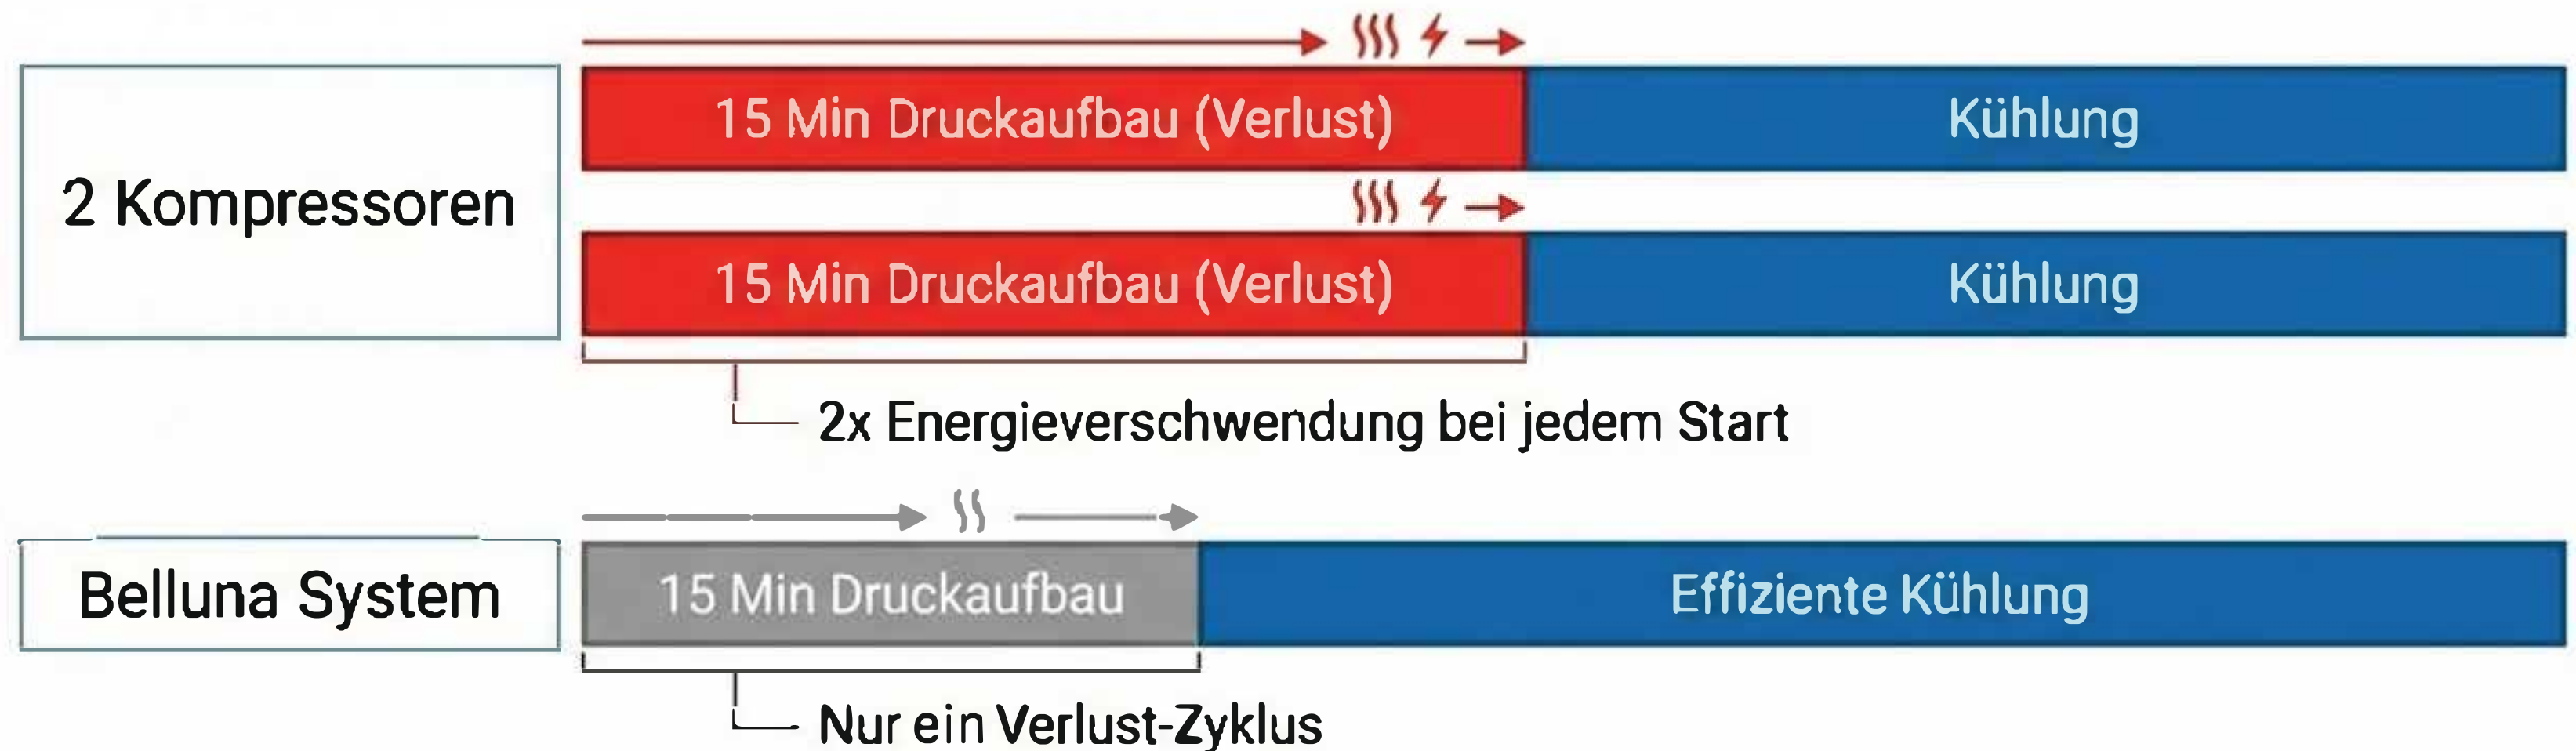 15 Min Druckaufbau (Verlust)
Kühlung
2 Kompressoren
15 Min Druckaufbau (Verlust)
Kühlung
2x Energieverschwendung bei jedem Start
Belluna System
15 Min Druckaufbau
Effiziente Kühlung
Nur ein Verlust-Zyklus